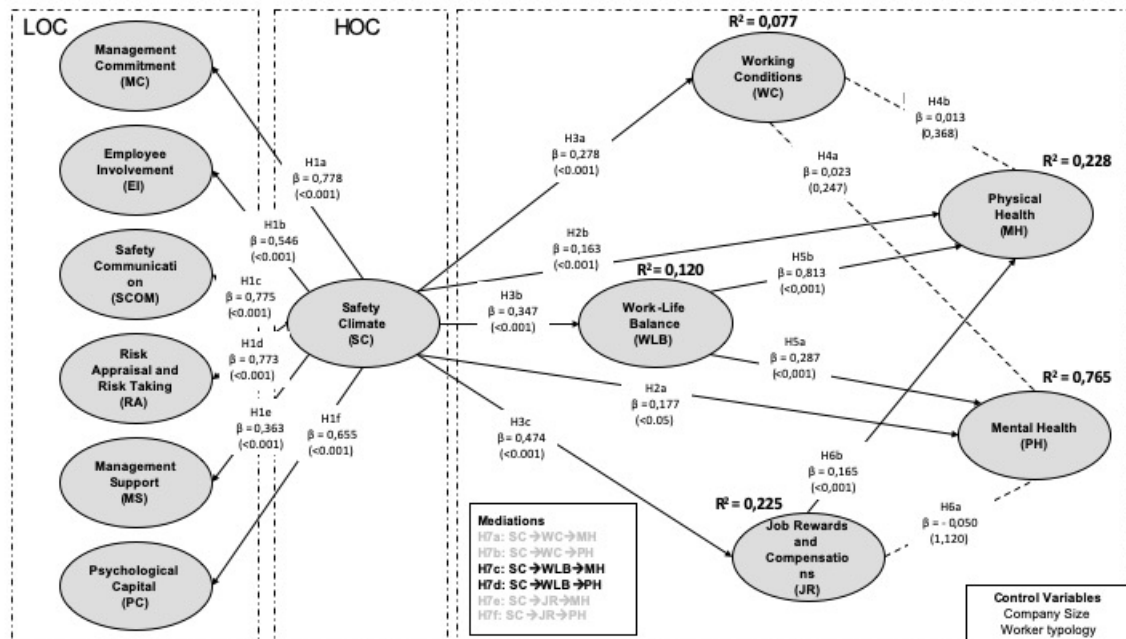 LOC
HOC
R² = 0,077
Management
Commitment
(MC)
Working
Conditions
(WC)
H4b
β = 0,013
(0,368)
H3a
β = 0,278
(<0.001)
H4a
β = 0,023
(0,247)
R² = 0,228
Employee
Involvement
(EI)
H1a
β = 0,778
(<0.001)
Physical
Health
(MH)
H1b
β = 0,546
(<0.001)
H2b
β = 0,163
(<0.001)
H5b
β = 0,813
(<,001)
Safety
Communicati
on
(SCOM)
H1c
β = 0,775
(<0.001)
R² = 0,120
Safety
Climate
(SC)
H3b
β = 0,347
(<0.001)
Work-Life
Balance
(WLB)
H1d
β = 0,773
(<0.001)
Risk
Appraisal and
Risk Taking
(RA)
H5a
β = 0,287
(<,001)
R² = 0,765
H1e
β = 0,363
(<0.001)
H1f
β = 0,655
(<0.001)
H2a
β = 0,177
(<0.05)
H3c
β = 0,474
(<0.001)
Mental Health
(PH)
Management
Support
(MS)
H6b
β = 0,165
(<,001)
R² = 0,225
H6a
β = - 0,050
(1,120)
Job Rewards
and
Compensatio
ns
(JR)
Psychological
Capital
(PC)
Mediations
H7a: SC→WC→MH
H7b: SC→WC→PH
H7c: SC→WLB→MH
H7d: SC→WLB→PH
H7e: SC→JR→MH
H7f: SC→JR→PH
Control Variables
Company Size
Worker typology